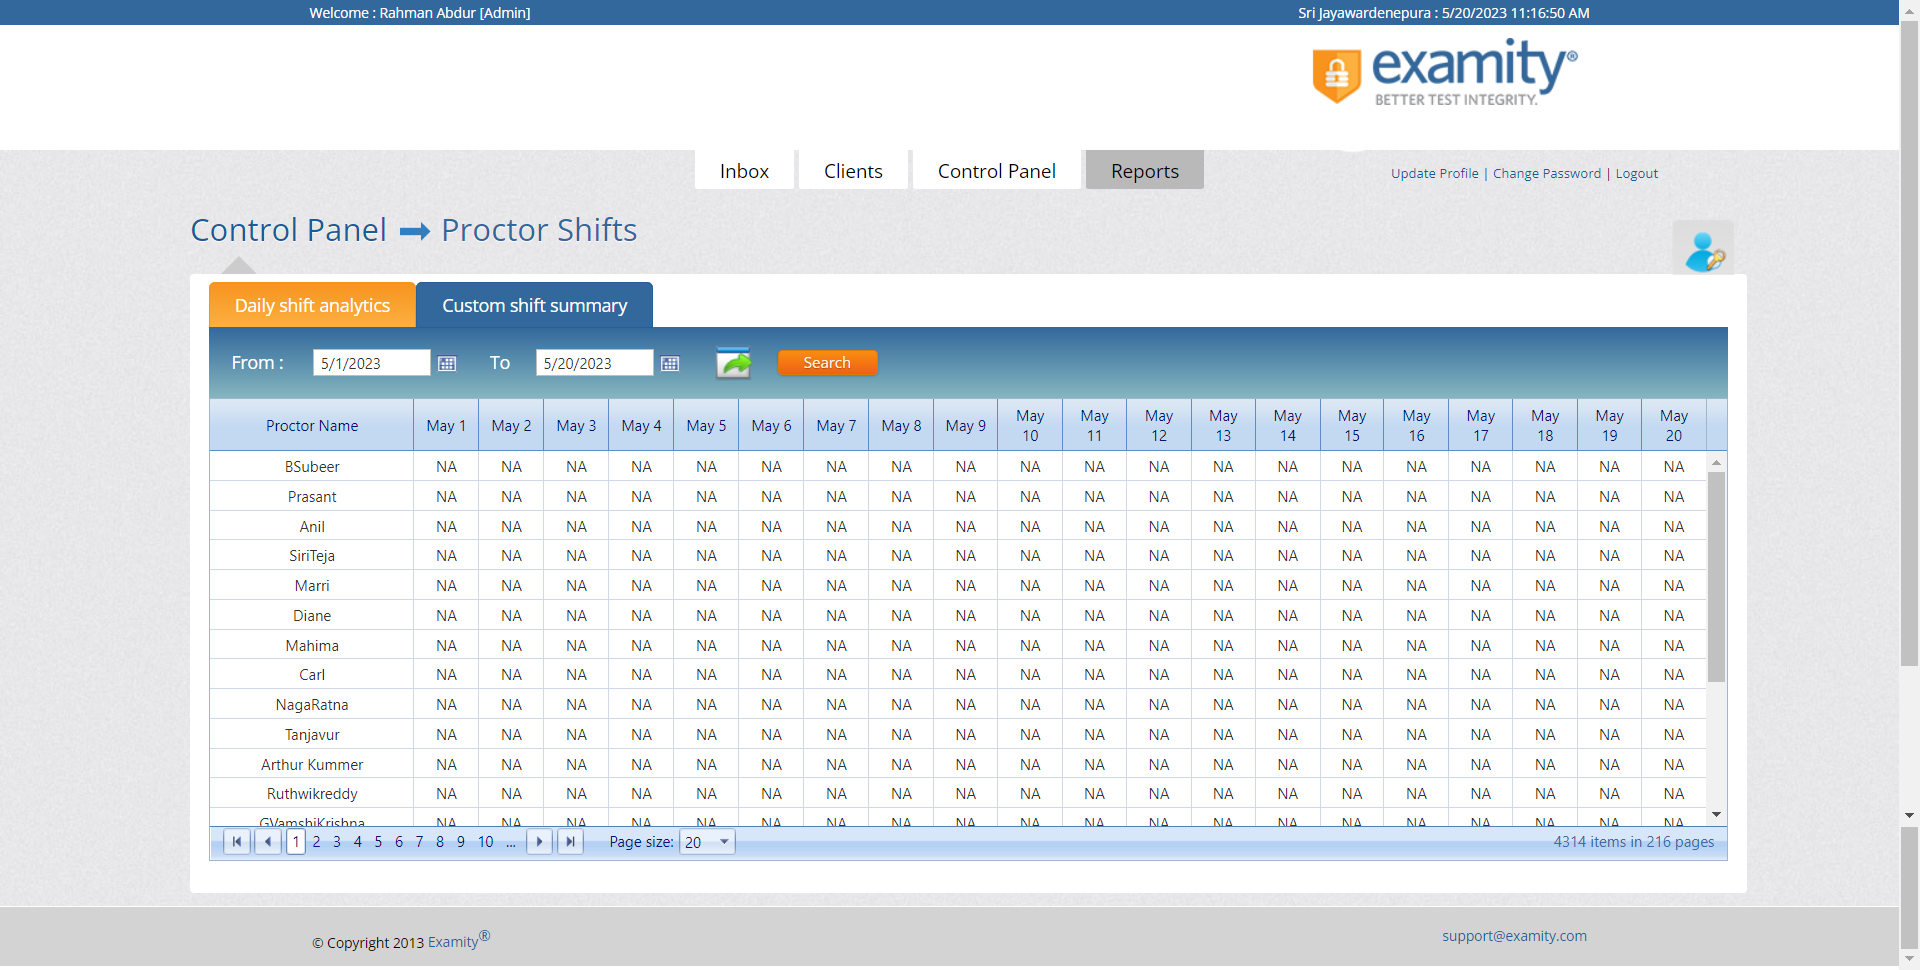 Welcome : Rahman Abdur [Admin]
Sri Jayawardenepura : 5/20/2023 11:16:50 AM
examity®
BETTER TEST INTEGRITY.
Inbox Clients Control Panel Reports
Update Profile | Change Password | Logout
Control Panel Proctor Shifts
Daily shift analytics Custom shift summary
From : 5/1/2023 To 5/20/2023 Search
Proctor Name May 1 May 2 May 3 May 4 May 5 May 6 May 7 May 8 May 9 May 10 May 11 May 12 May 13 May 14 May 15 May 16 May 17 May 18 May 19 May 20
BSubeer NA NA NA NA NA NA NA NA NA NA NA NA NA NA NA NA NA NA NA NA
Prasant NA NA NA NA NA NA NA NA NA NA NA NA NA NA NA NA NA NA NA NA
Anil NA NA NA NA NA NA NA NA NA NA NA NA NA NA NA NA NA NA NA NA
SiriTeja NA NA NA NA NA NA NA NA NA NA NA NA NA NA NA NA NA NA NA NA
Marri NA NA NA NA NA NA NA NA NA NA NA NA NA NA NA NA NA NA NA NA
Diane NA NA NA NA NA NA NA NA NA NA NA NA NA NA NA NA NA NA NA NA
Mahima NA NA NA NA NA NA NA NA NA NA NA NA NA NA NA NA NA NA NA NA
Carl NA NA NA NA NA NA NA NA NA NA NA NA NA NA NA NA NA NA NA NA
NagaRatna NA NA NA NA NA NA NA NA NA NA NA NA NA NA NA NA NA NA NA NA
Tanjavur NA NA NA NA NA NA NA NA NA NA NA NA NA NA NA NA NA NA NA NA
Arthur Kummer NA NA NA NA NA NA NA NA NA NA NA NA NA NA NA NA NA NA NA NA
Ruthwikreddy NA NA NA NA NA NA NA NA NA NA NA NA NA NA NA NA NA NA NA NA
GVamshiKrishna NA NA NA NA NA NA NA NA NA NA NA NA NA NA NA NA NA NA NA NA
1 2 3 4 5 6 7 8 9 10 ... Page size: 20 4314 items in 216 pages
© Copyright 2013 Examity®
support@examity.com